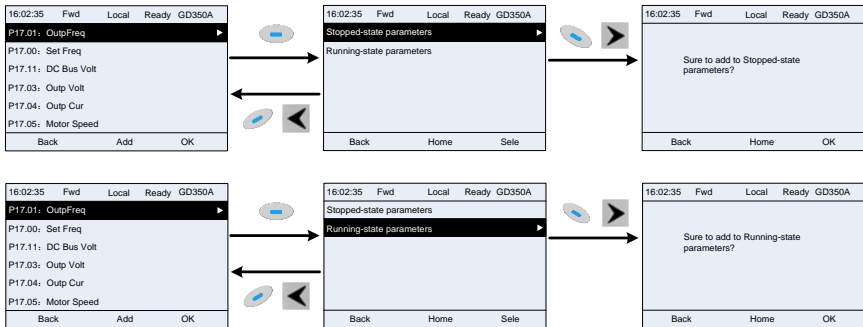 16:02:35 Fwd Local Ready GD350A
P17.01: OutpFreq
P17.00: Set Freq
P17.11: DC Bus Volt
P17.03: Outp Volt
P17.04: Outp Cur
P17.05: Motor Speed
Back Add OK
16:02:35 Fwd Local Ready GD350A
Stopped-state parameters
Running-state parameters
Back Home Sele
16:02:35 Fwd Local Ready GD350A
Sure to add to Stopped-state
parameters?
Back Home OK
16:02:35 Fwd Local Ready GD350A
P17.01: OutpFreq
P17.00: Set Freq
P17.11: DC Bus Volt
P17.03: Outp Volt
P17.04: Outp Cur
P17.05: Motor Speed
Back Add OK
16:02:35 Fwd Local Ready GD350A
Stopped-state parameters
Running-state parameters
Back Home Sele
16:02:35 Fwd Local Ready GD350A
Sure to add to Running-state
parameters?
Back Home OK